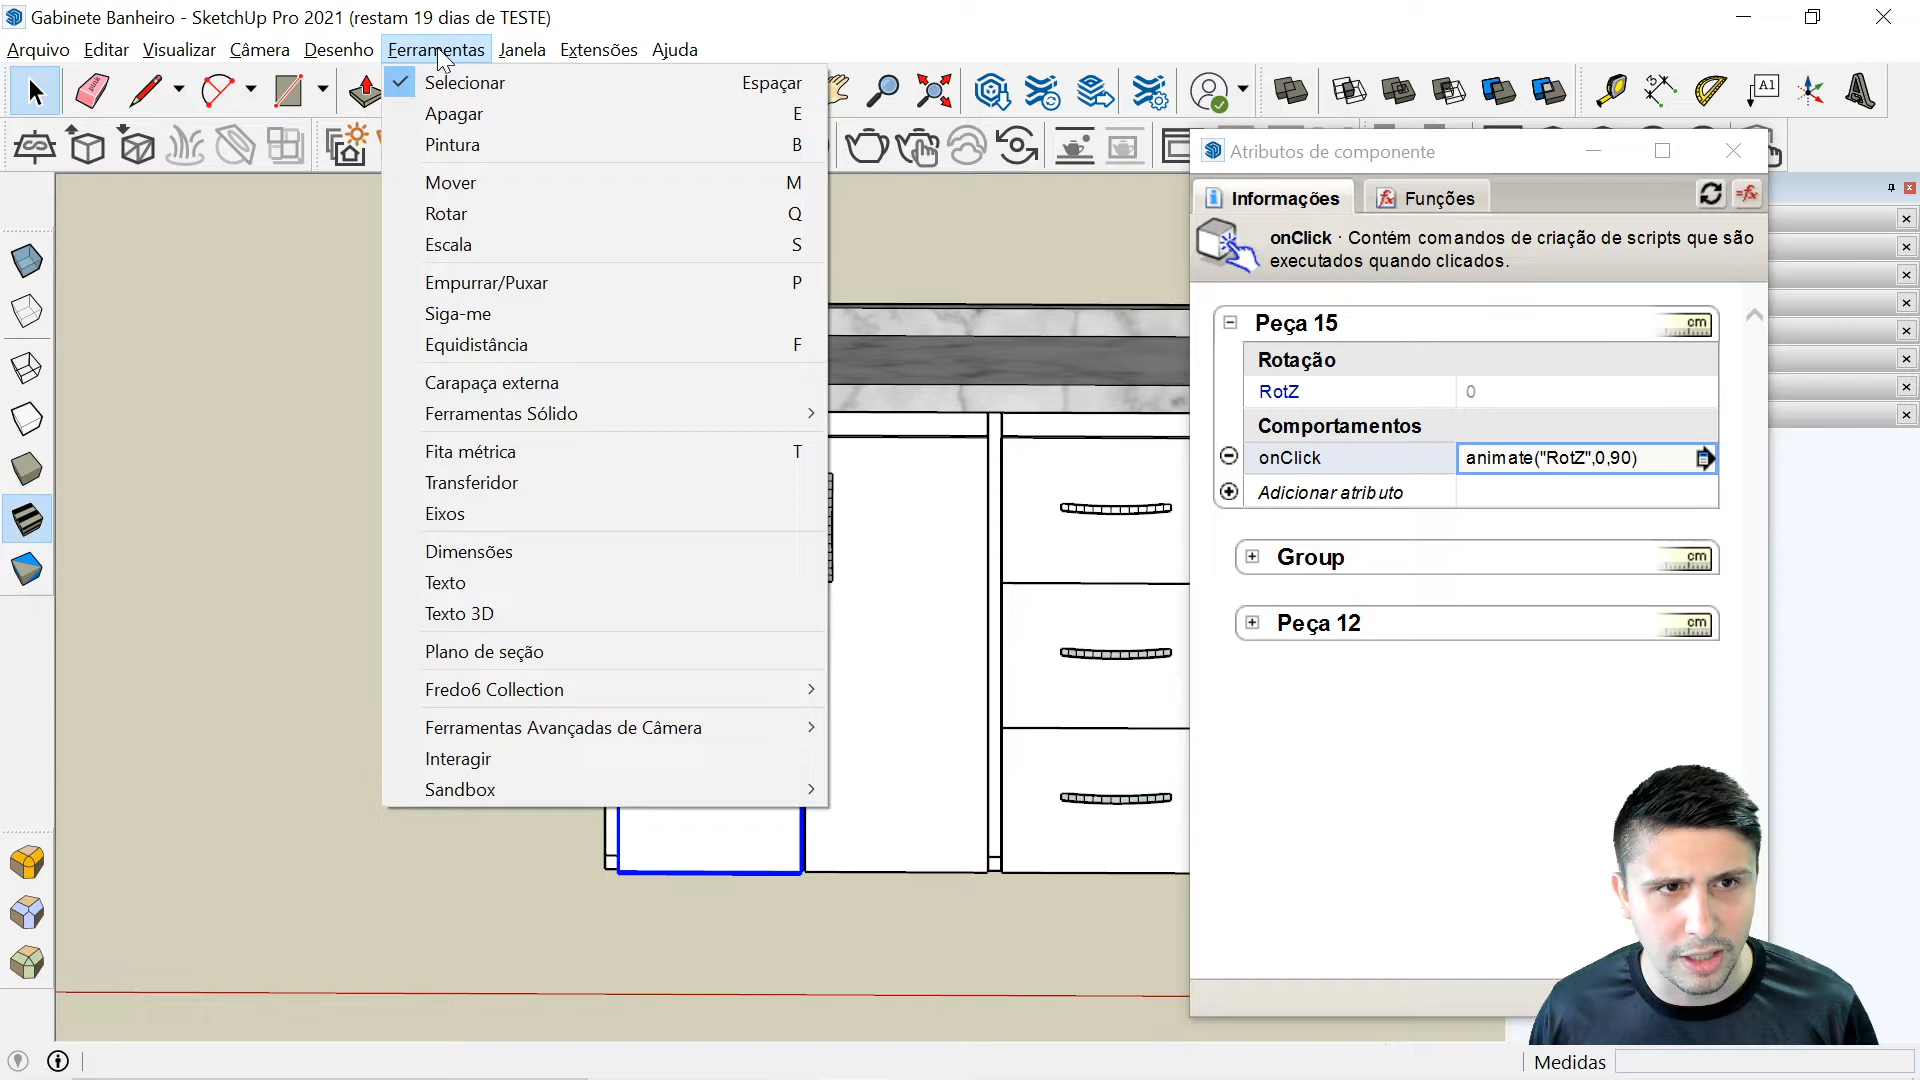 Gabinete Banheiro - SketchUp Pro 2021 (restam 19 dias de TESTE)
Arquivo Editar Visualizar Câmera Desenho Ferramentas Janela Extensões Ajuda
Selecionar Espaçar
Apagar E
Pintura B
Mover M
Rotar Q
Escala S
Empurrar/Puxar P
Siga-me
Equidistância F
Carapaça externa
Ferramentas Sólido
Fita métrica T
Transferidor
Eixos
Dimensões
Texto
Texto 3D
Plano de seção
Fredo6 Collection
Ferramentas Avançadas de Câmera
Interagir
Sandbox
A1
Atributos de componente
Informações Funções
onClick · Contém comandos de criação de scripts que são
executados quando clicados.
Peça 15 cm
Rotação
RotZ 0
Comportamentos
onClick animate("RotZ",0,90)
Adicionar atributo
Group cm
Peça 12 cm
Medidas